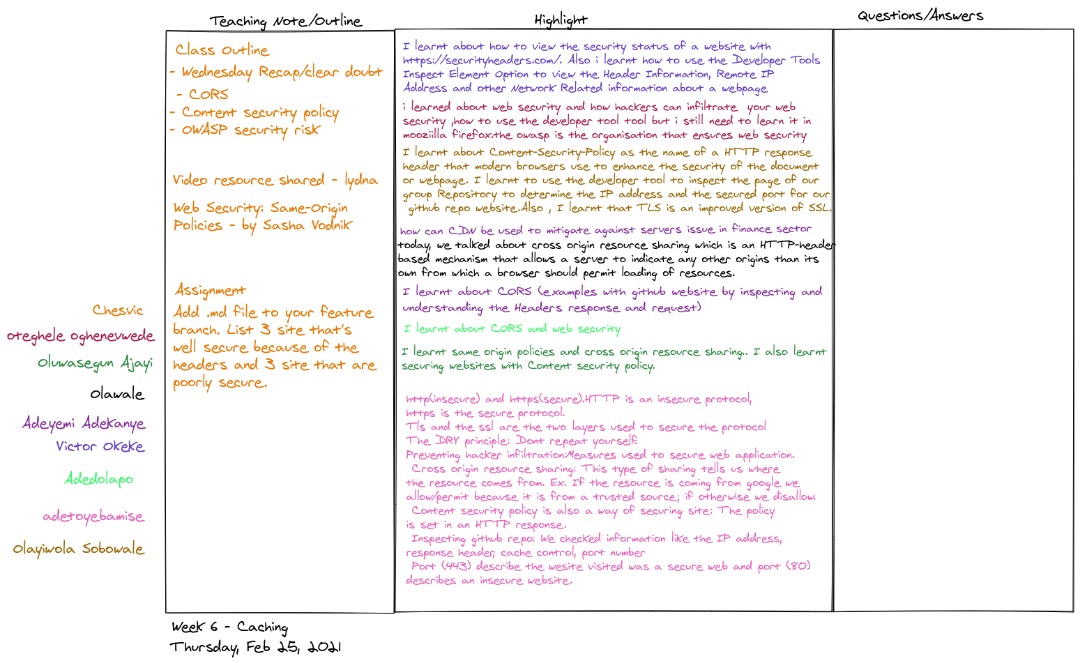 Teaching Note/Outline
Highlight
Questions/Answers
Class Outline
- Wednesday Recap/clear doubt
- CORS
- Content security policy
- OWASP security risk
Video resource shared - lydna
Web Security: Same-Origin
Policies - by Sasha Vodnik
Assignment
Add .md file to your feature
branch. List 3 site that's
well secure because of the
headers and 3 site that are
poorly secure.
I learnt about how to view the security status of a website with
https://securityheaders.com/. Also i learnt how to use the Developer Tools
Inspect Element Option to view the Header Information, Remote IP
Address and other Network Related information about a webpage
i learned about web security and how hackers can infiltrate your web
security ,how to use the developer tool tool but i still need to learn it in
moozilla firefox.the owasp is the organisation that ensures web security
I learnt about Content-Security-Policy as the name of a HTTP response
header that modern browsers use to enhance the security of the document
or webpage. I learnt to use the developer tool to inspect the page of our
group Repository to determine the IP address and the secured port for our
github repo website.Also , I learnt that TLS is an improved version of SSL.
how can CDN be used to mitigate against servers issue in finance sector
today, we talked about cross origin resource sharing which is an HTTP-header
based mechanism that allows a server to indicate any other origins than its
own from which a browser should permit loading of resources.
I learnt about CORS (examples with github website by inspecting and
understanding the Headers response and request)
I learnt about CORS and web security
I learnt same origin policies and cross origin resource sharing.. I also learnt
securing websites with Content security policy.
http(insecure) and https(secure).HTTP is an insecure protocol,
https is the secure protocol.
Tls and the ssl are the two layers used to secure the protocol
The DRY principle: Dont repeat yourself.
Preventing hacker infiltration:Measures used to secure web application.
Cross origin resource sharing: This type of sharing tells us where
the resource comes from. Ex. If the resource is coming from google we
allow/permit because it is from a trusted source; if otherwise we disallow.
Content security policy is also a way of securing site: The policy
is set in an HTTP response.
Inspecting github repo: We checked information like the IP address,
response header, cache control, port number
Port (443) describe the wesite visited was a secure web and port (80)
describes an insecure website.
Chesvic
oteghele oghenevwede
Oluwasegun Ajayi
Olawale
Adeyemi Adekanye
Victor Okeke
Adedolapo
adetoyebamise
Olayiwola Sobowale
Week 6 - Caching
Thursday, Feb 25, 2021